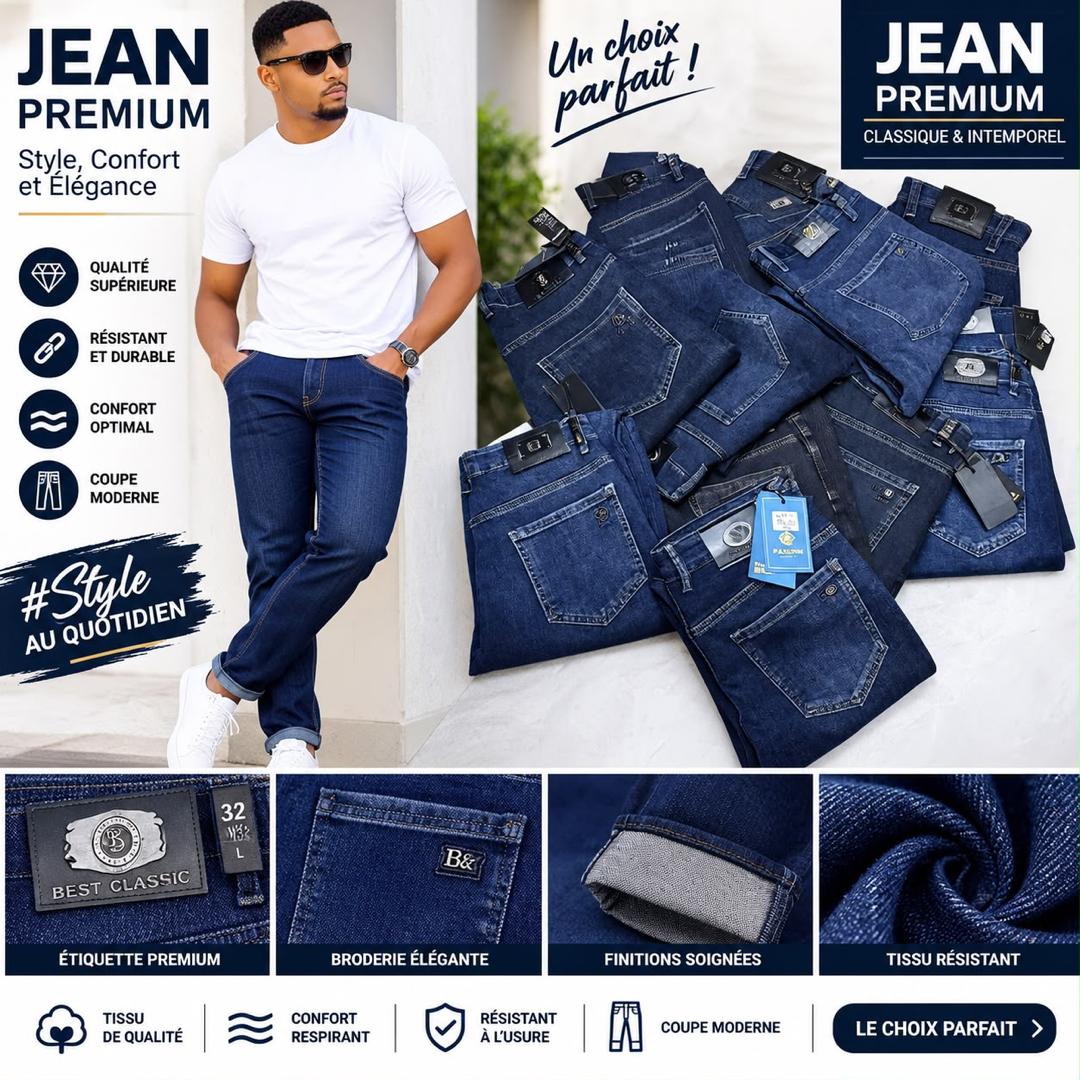 JEAN
PREMIUM
Style, Confort
et Élégance
QUALITÉ
SUPÉRIEURE
RÉSISTANT
ET DURABLE
CONFORT
OPTIMAL
COUPE
MODERNE
#Style
AU QUOTIDIEN
Un choix
parfait !
JEAN
PREMIUM
CLASSIQUE & INTEMPOREL
BEST CLASSIC
32
L
ÉTIQUETTE PREMIUM
B&
BRODERIE ÉLÉGANTE
FINITIONS SOIGNÉES
TISSU RÉSISTANT
TISSU
DE QUALITÉ
CONFORT
RESPIRANT
RÉSISTANT
À L'USURE
COUPE MODERNE
LE CHOIX PARFAIT